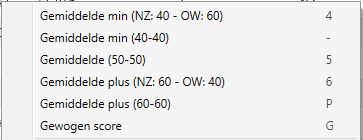 Gemiddelde min (NZ: 40 - OW: 60) 4
Gemiddelde min (40-40) -
Gemiddelde (50-50) 5
Gemiddelde plus (NZ: 60 - OW: 40) 6
Gemiddelde plus (60-60) P
Gewogen score G